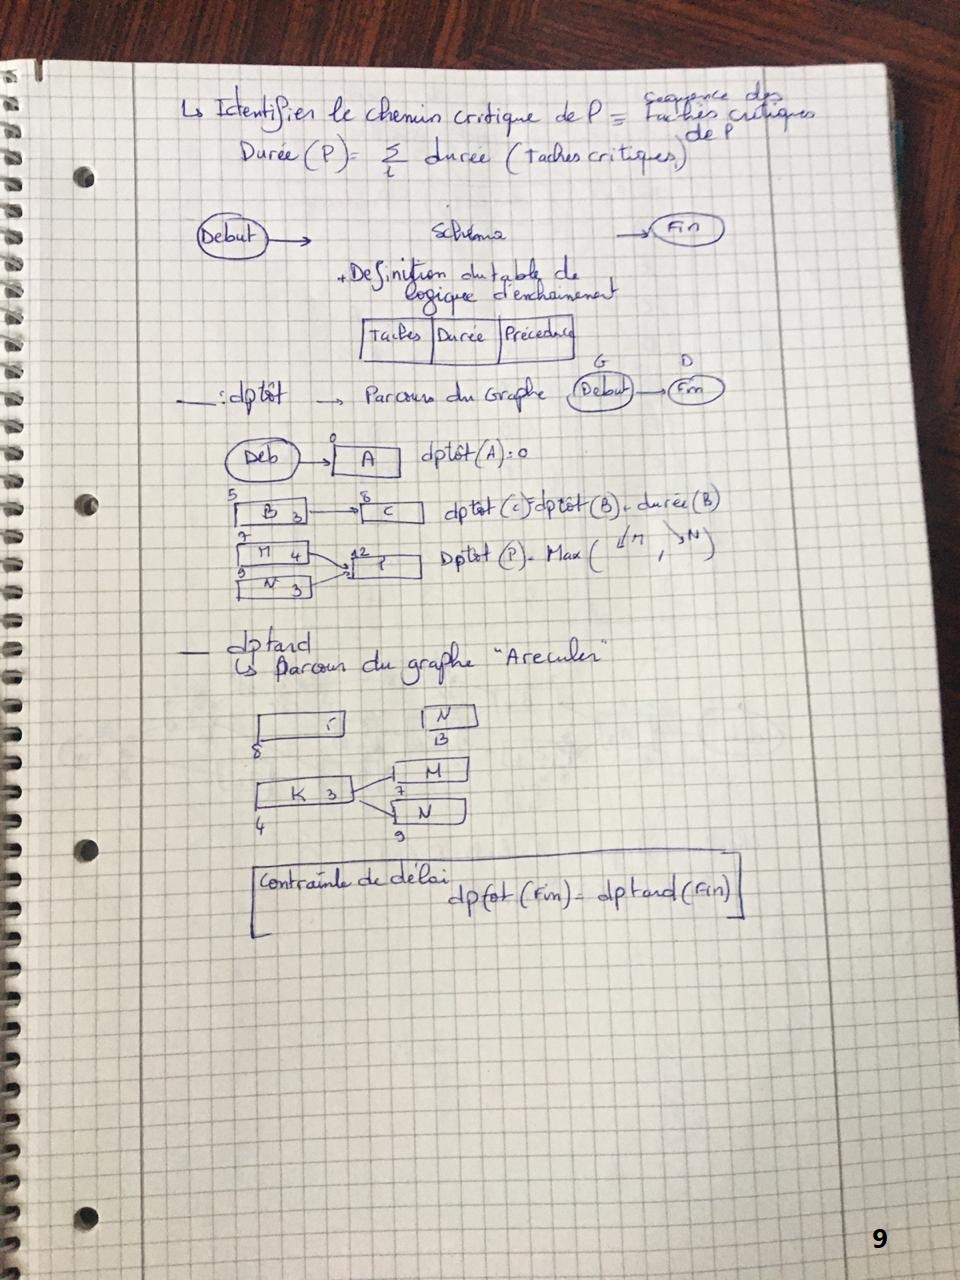 ↳ Identifier le chemin critique de P = sequence des
taches critiques
de P
Durée (P) = Σ durée (Taches critiques)
i
Debut → Schéma → Fin
+ Definition du table de
logique d'enchainement
Taches Durée Précedence
G D
— : dptôt → Parcours du Graphe Debut → Fin
0
Deb → A dptôt (A) : 0
5 8
B 3 → C dptôt (C) = dptôt (B) + durée (B)
7
M 4 12
P Dptot (P) = Max ( ↙M , ↘N )
9
N 3
— dptard
↳ Parcours du graphe "A reculer"
N
8 13
K 3 M
7
N
4 9
Contrainte de délai
dptot (Fin) = dptard (Fin)
9